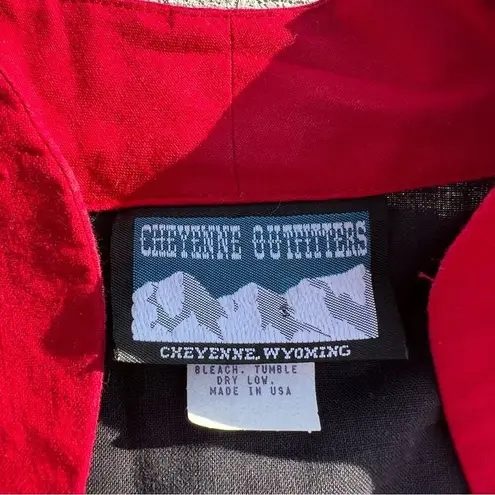 CHEYENNE OUTFITTERS
S
CHEYENNE, WYOMING
BLEACH. TUMBLE
DRY LOW.
MADE IN USA